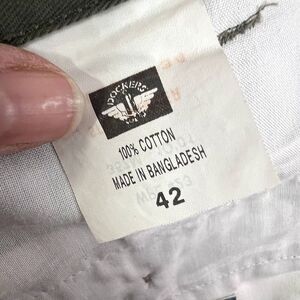 DOCKERS
100% COTTON
MADE IN BANGLADESH
42